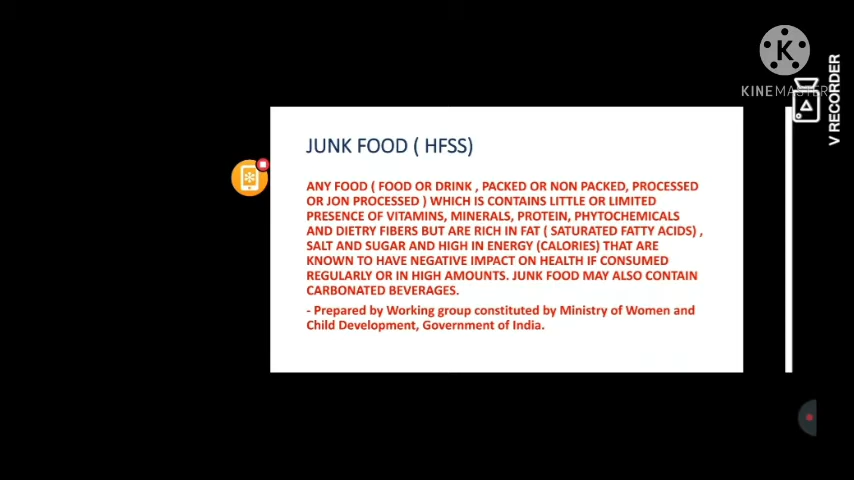 KINEMASTER
V RECORDER
JUNK FOOD ( HFSS)
ANY FOOD ( FOOD OR DRINK , PACKED OR NON PACKED, PROCESSED
OR JON PROCESSED ) WHICH IS CONTAINS LITTLE OR LIMITED
PRESENCE OF VITAMINS, MINERALS, PROTEIN, PHYTOCHEMICALS
AND DIETRY FIBERS BUT ARE RICH IN FAT ( SATURATED FATTY ACIDS) ,
SALT AND SUGAR AND HIGH IN ENERGY (CALORIES) THAT ARE
KNOWN TO HAVE NEGATIVE IMPACT ON HEALTH IF CONSUMED
REGULARLY OR IN HIGH AMOUNTS. JUNK FOOD MAY ALSO CONTAIN
CARBONATED BEVERAGES.
- Prepared by Working group constituted by Ministry of Women and
Child Development, Government of India.